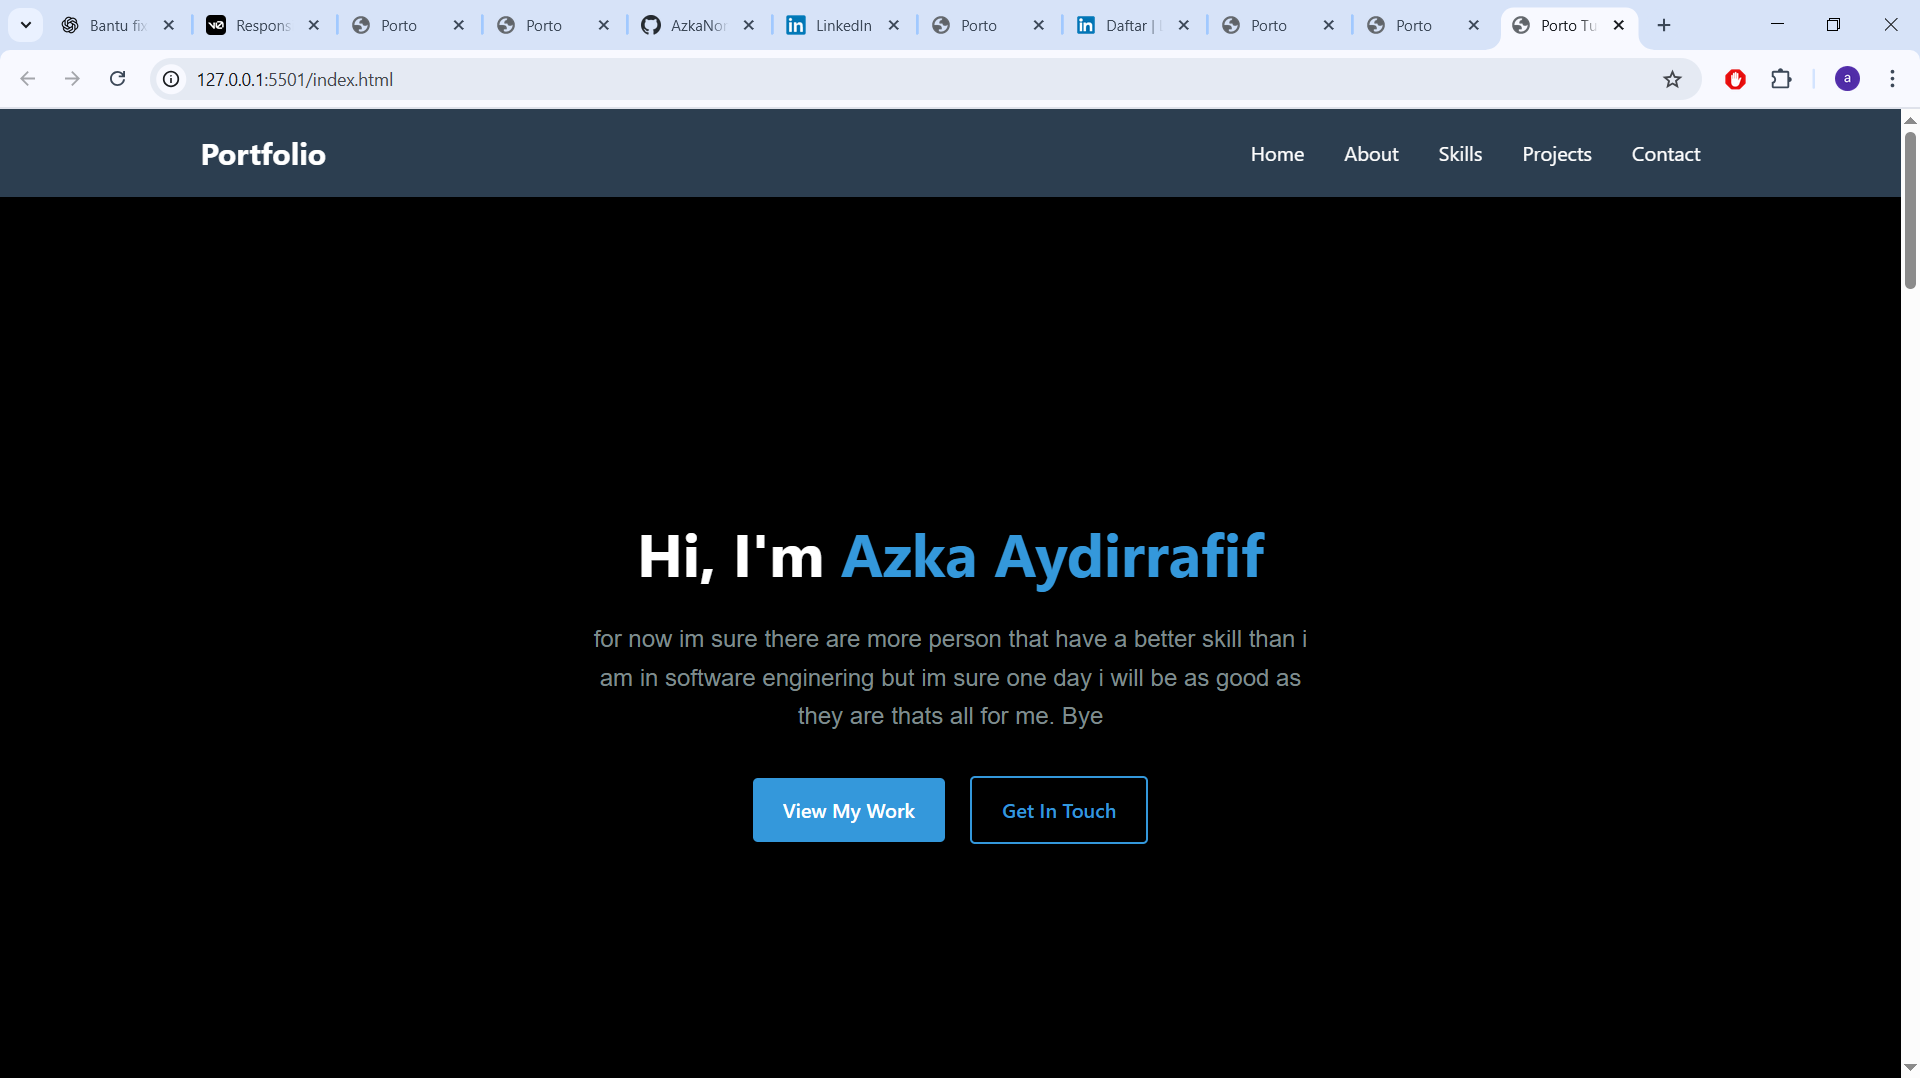 Bantu fix
Respons
Porto
Porto
AzkaNor
LinkedIn
Porto
Daftar |
Porto
Porto
Porto Tu
127.0.0.1:5501/index.html
a
Portfolio
Home
About
Skills
Projects
Contact
Hi, I'm Azka Aydirrafif
for now im sure there are more person that have a better skill than i
am in software enginering but im sure one day i will be as good as
they are thats all for me. Bye
View My Work
Get In Touch